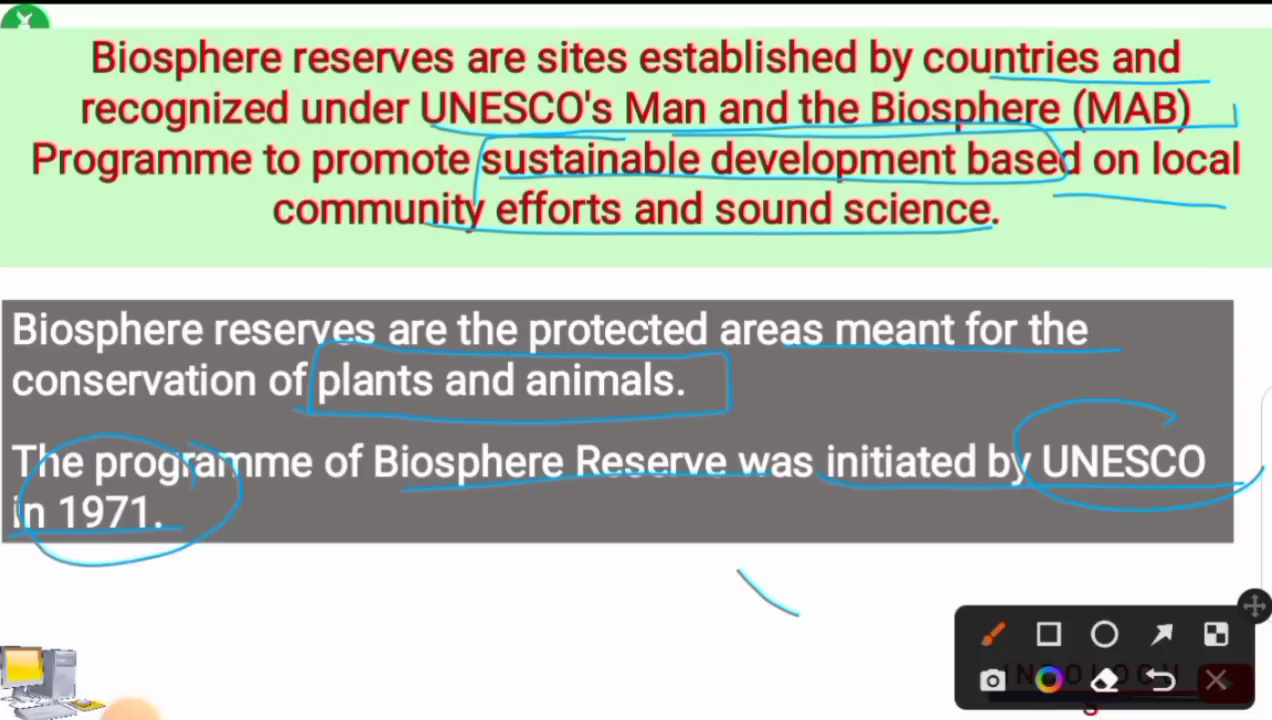 Biosphere reserves are sites established by countries and
recognized under UNESCO's Man and the Biosphere (MAB)
Programme to promote sustainable development based on local
community efforts and sound science.
Biosphere reserves are the protected areas meant for the
conservation of plants and animals.
The programme of Biosphere Reserve was initiated by UNESCO
in 1971.